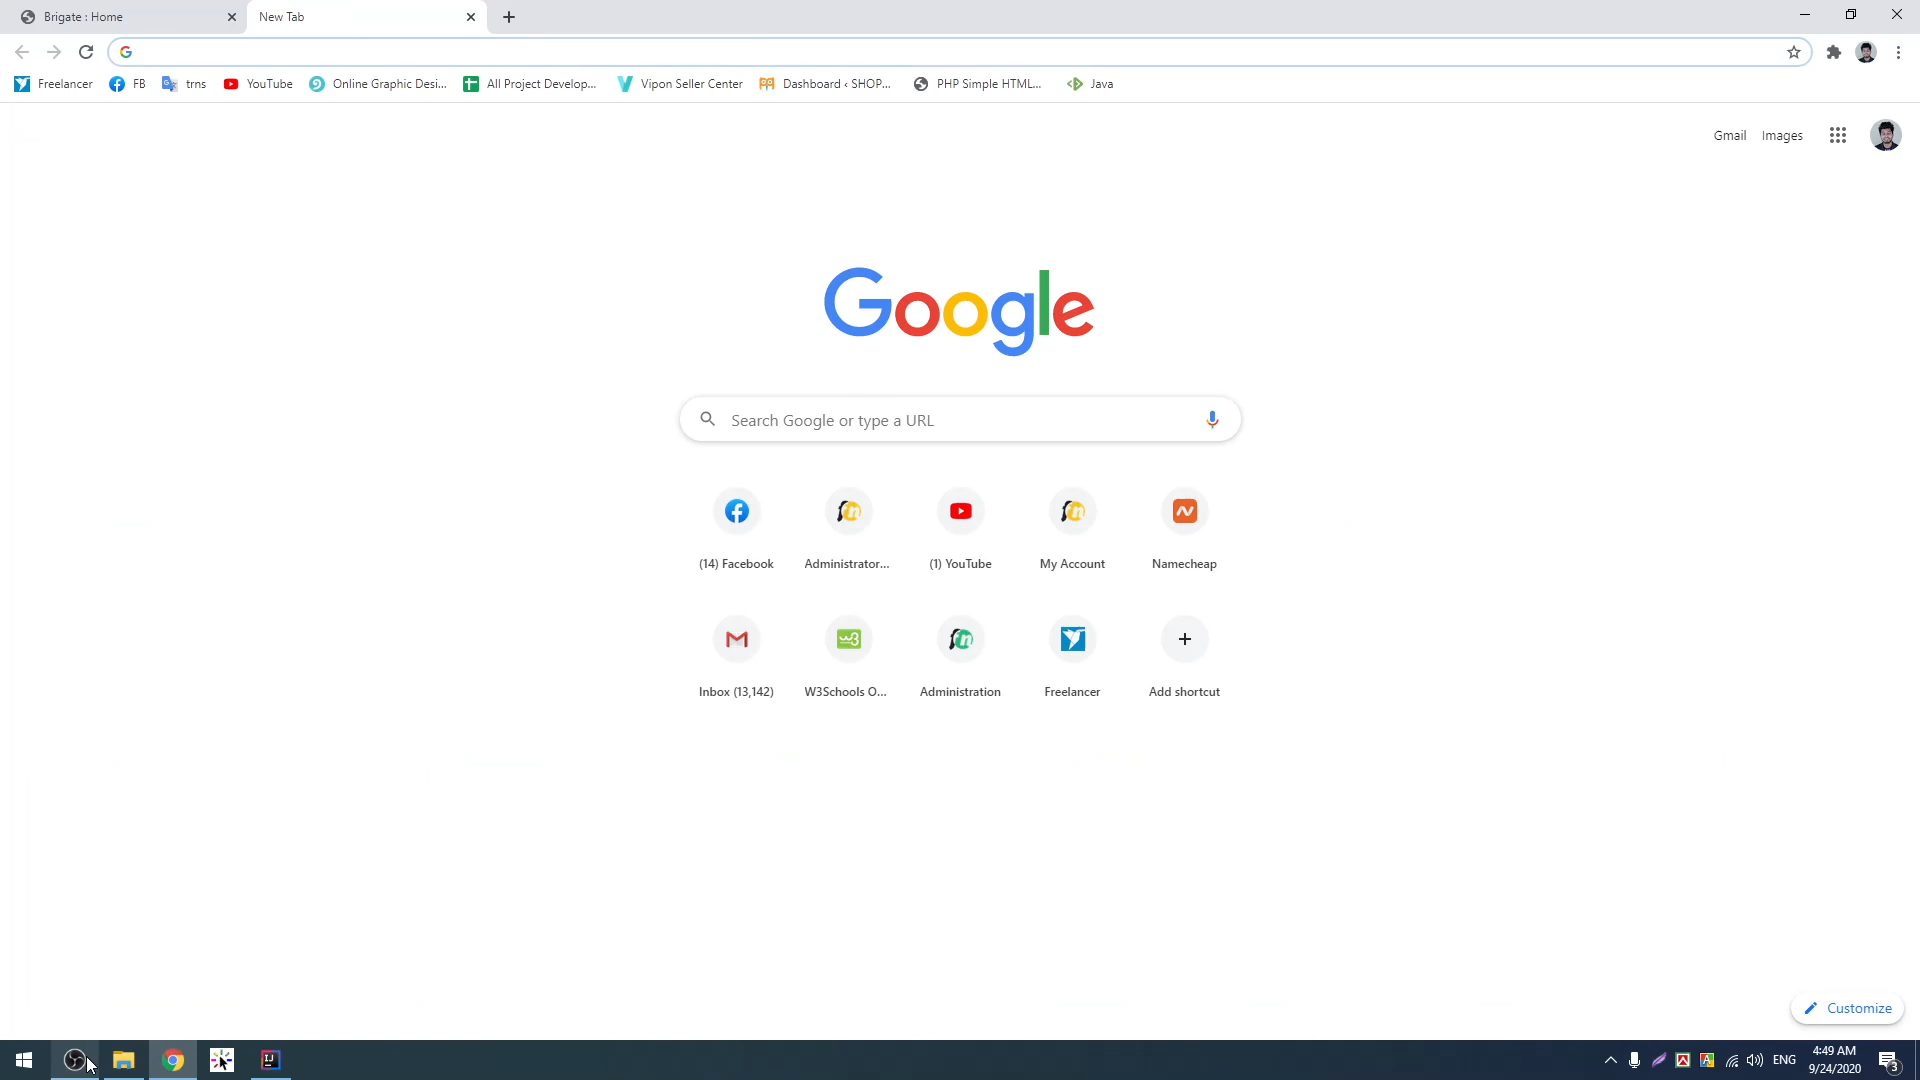 Brigate : Home
New Tab
Freelancer FB trns YouTube Online Graphic Desi... All Project Develop... Vipon Seller Center Dashboard ‹ SHOP... PHP Simple HTML... Java
Gmail Images
Google
Search Google or type a URL
(14) Facebook Administrator... (1) YouTube My Account Namecheap
Inbox (13,142) W3Schools O... Administration Freelancer Add shortcut
Customize
ENG
4:49 AM
9/24/2020
3